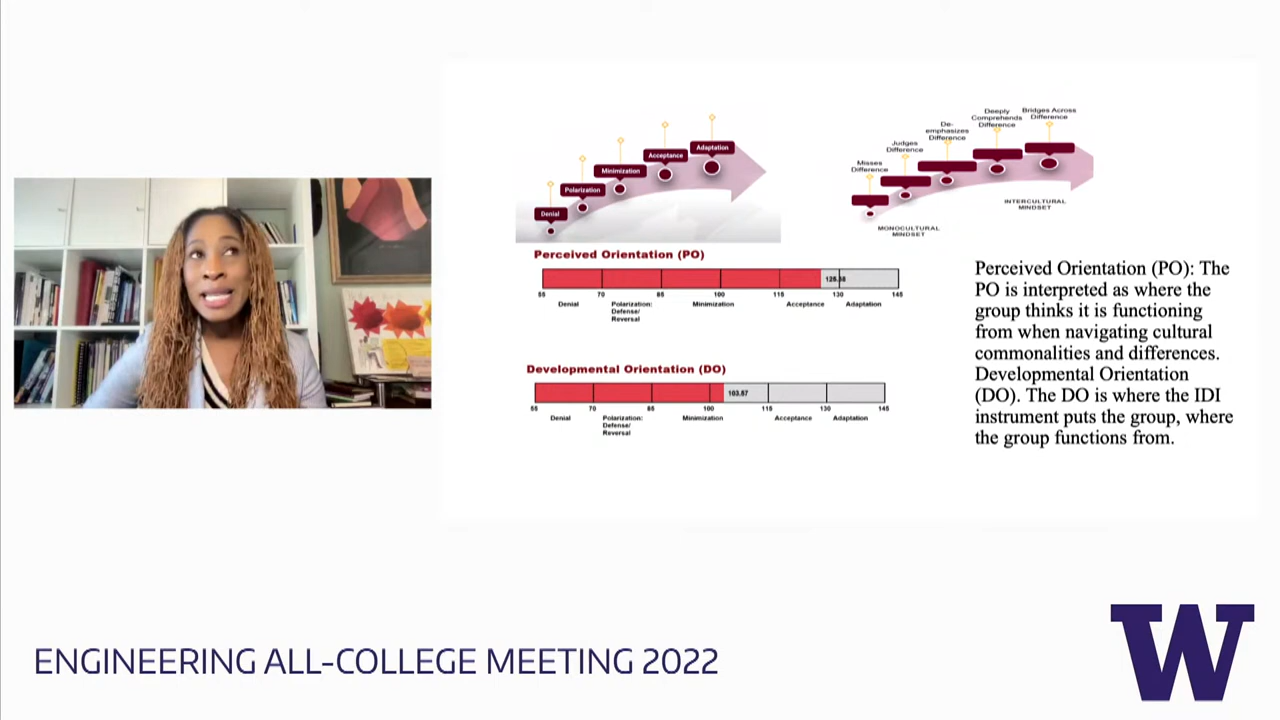 Adaptation
Acceptance
Minimization
Polarization
Denial
Bridges Across
Difference
Deeply
Comprehends
Difference
De-
emphasizes
Difference
Judges
Difference
Misses
Difference
INTERCULTURAL
MINDSET
MONOCULTURAL
MINDSET
Perceived Orientation (PO)
55 70 85 100 115 130 145
Denial Polarization: Minimization Acceptance Adaptation
Defense/
Reversal
Developmental Orientation (DO)
103.57
55 70 85 100 115 130 145
Denial Polarization: Minimization Acceptance Adaptation
Defense/
Reversal
Perceived Orientation (PO): The
PO is interpreted as where the
group thinks it is functioning
from when navigating cultural
commonalities and differences.
Developmental Orientation
(DO). The DO is where the IDI
instrument puts the group, where
the group functions from.
ENGINEERING ALL-COLLEGE MEETING 2022
W